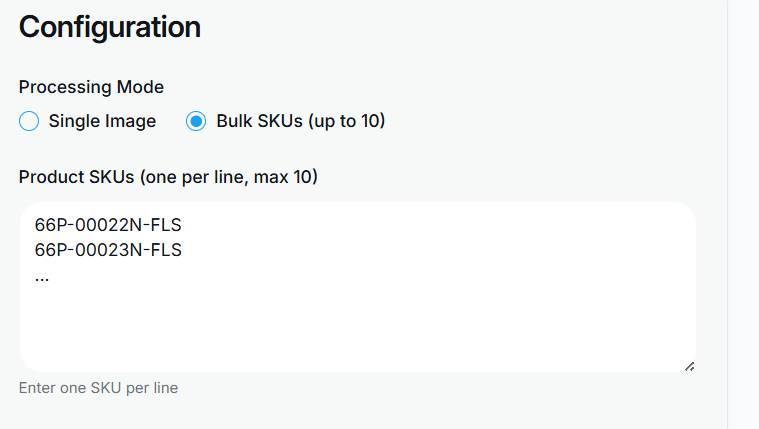 Configuration
Processing Mode
Single Image
Bulk SKUs (up to 10)
Product SKUs (one per line, max 10)
66P-00022N-FLS
66P-00023N-FLS
...
Enter one SKU per line